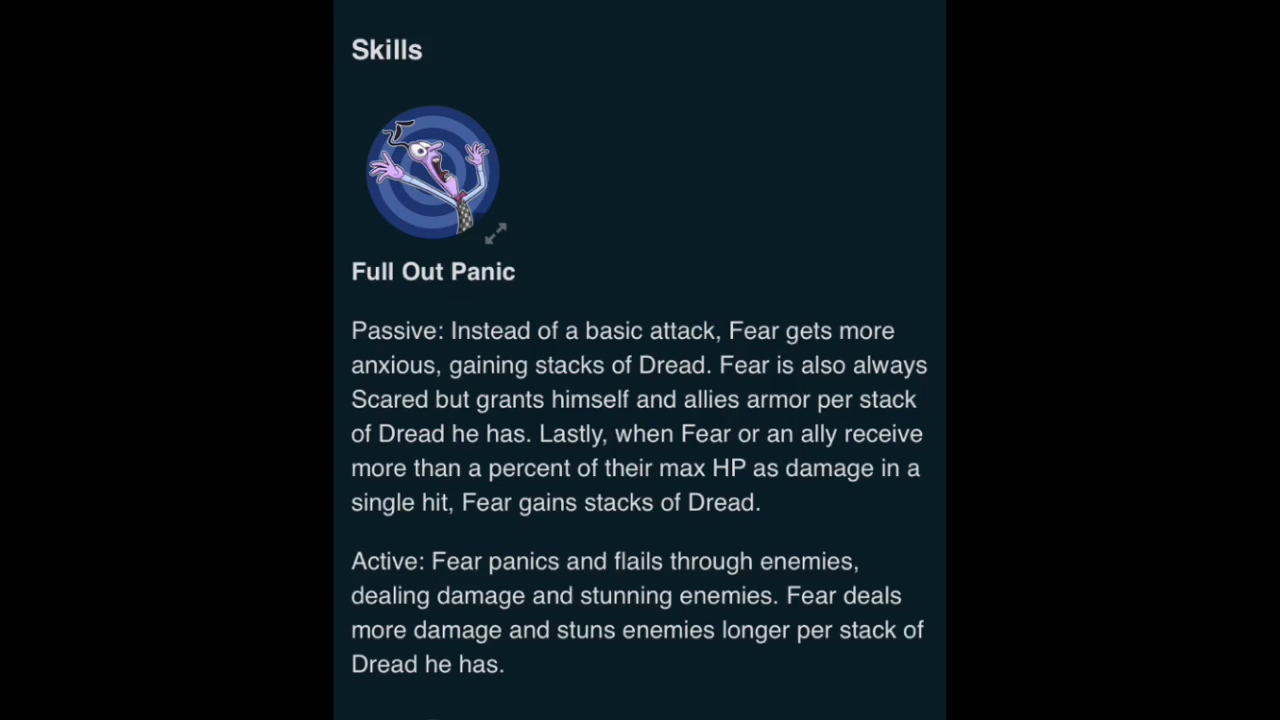 Skills
Full Out Panic
Passive: Instead of a basic attack, Fear gets more
anxious, gaining stacks of Dread. Fear is also always
Scared but grants himself and allies armor per stack
of Dread he has. Lastly, when Fear or an ally receive
more than a percent of their max HP as damage in a
single hit, Fear gains stacks of Dread.
Active: Fear panics and flails through enemies,
dealing damage and stunning enemies. Fear deals
more damage and stuns enemies longer per stack of
Dread he has.